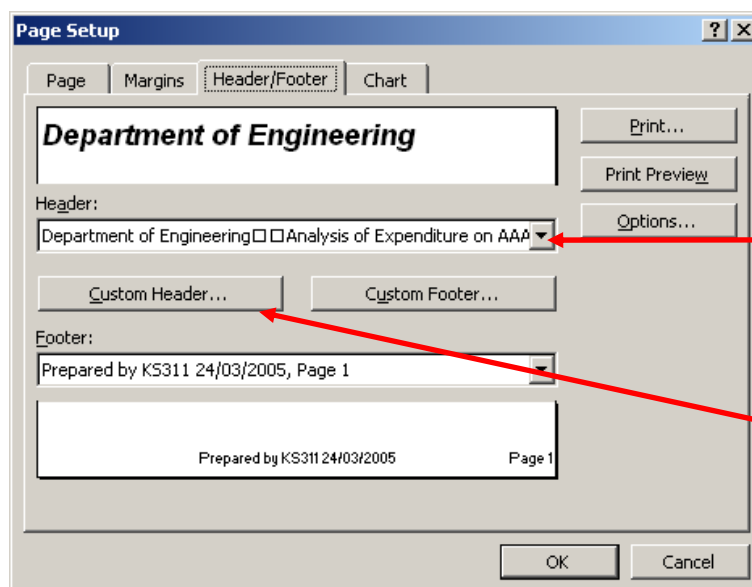 Page Setup
Page Margins Header/Footer Chart
Department of Engineering
Print...
Print Preview
Header:
Options...
Department of Engineering□□Analysis of Expenditure on AAA
Custom Header... Custom Footer...
Footer:
Prepared by KS311 24/03/2005, Page 1
Prepared by KS311 24/03/2005 Page 1
OK Cancel